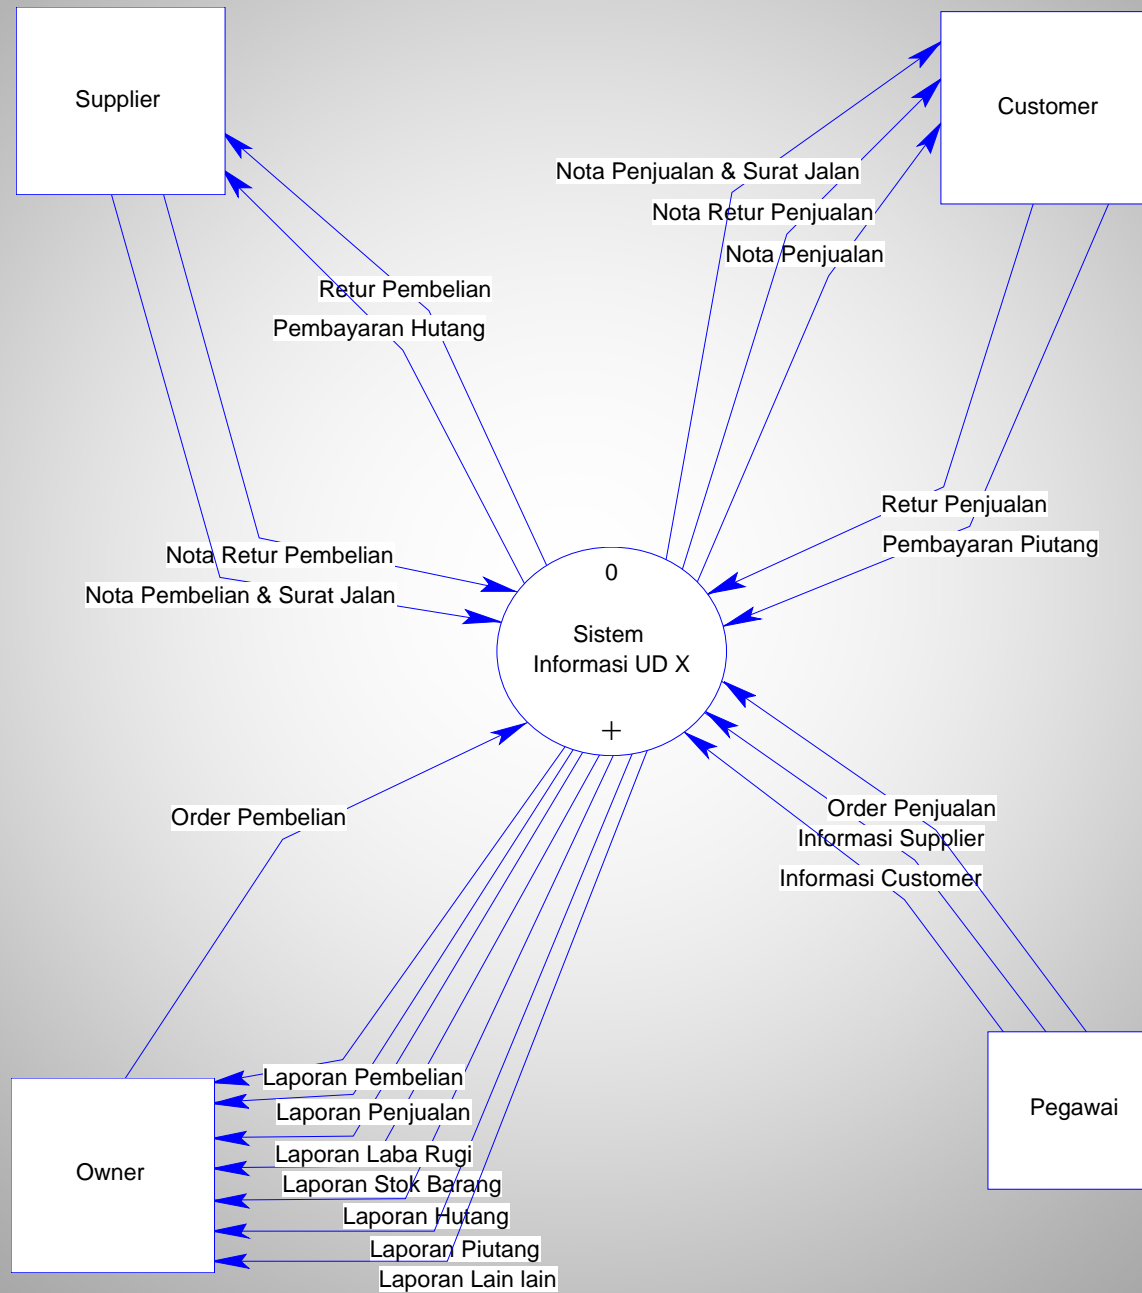 Supplier
Customer
Nota Penjualan & Surat Jalan
Nota Retur Penjualan
Nota Penjualan
Retur Pembelian
Pembayaran Hutang
Retur Penjualan
Pembayaran Piutang
Nota Retur Pembelian
Nota Pembelian & Surat Jalan
0
Sistem
Informasi UD X
+
Order Pembelian
Order Penjualan
Informasi Supplier
Informasi Customer
Laporan Pembelian
Laporan Penjualan
Laporan Laba Rugi
Laporan Stok Barang
Laporan Hutang
Laporan Piutang
Laporan Lain lain
Owner
Pegawai